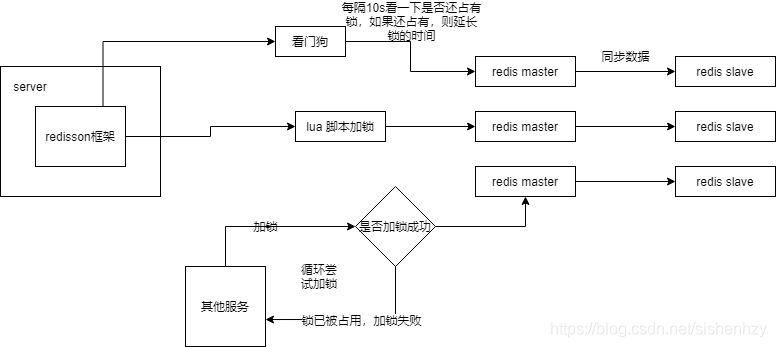 每隔10s看一下是否还占有
锁，如果还占有，则延长
锁的时间
看门狗
同步数据
redis master
redis slave
server
redisson框架
lua 脚本加锁
redis master
redis slave
redis master
redis slave
加锁
是否加锁成功
循环尝
试加锁
其他服务
锁已被占用，加锁失败
https://blog.csdn.net/sishenhzy